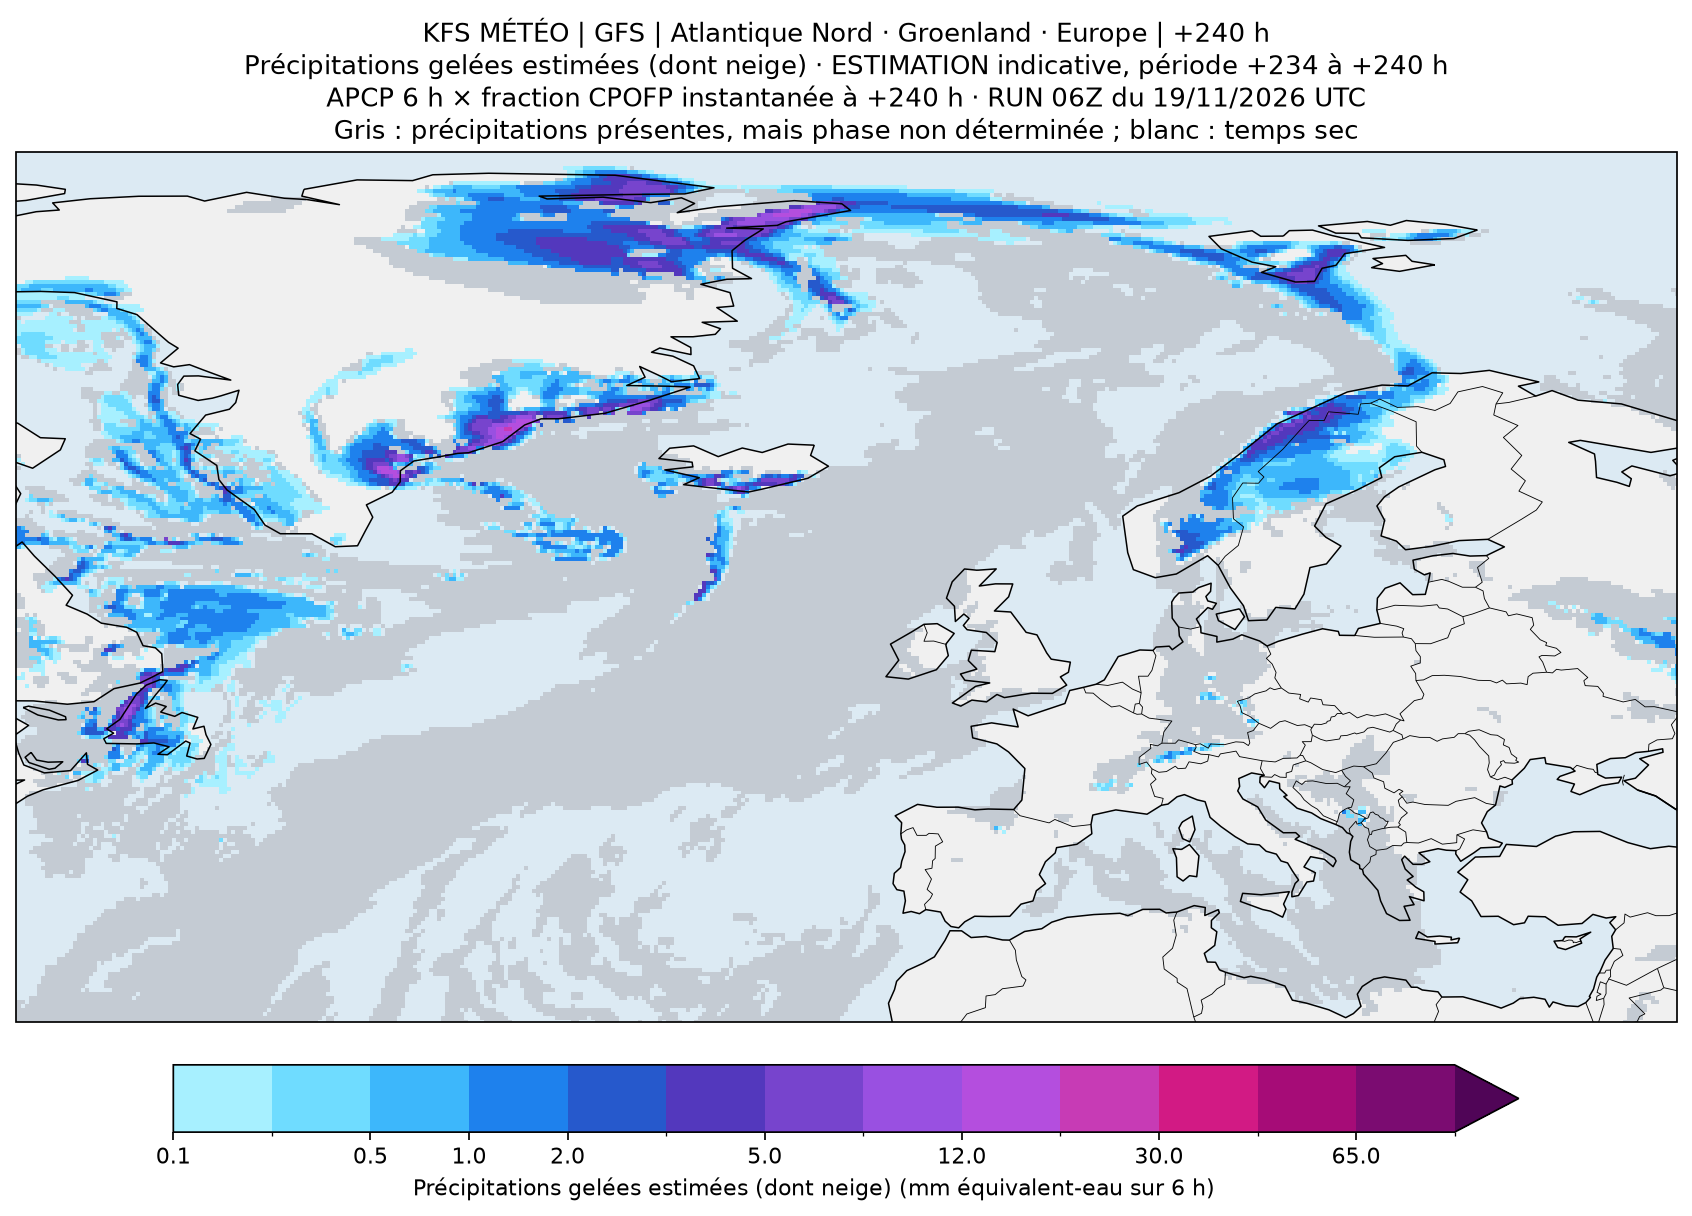 KFS MÉTÉO | GFS | Atlantique Nord · Groenland · Europe | +240 h
Précipitations gelées estimées (dont neige) · ESTIMATION indicative, période +234 à +240 h
APCP 6 h × fraction CPOFP instantanée à +240 h · RUN 06Z du 19/11/2026 UTC
Gris : précipitations présentes, mais phase non déterminée ; blanc : temps sec
0.1 0.5 1.0 2.0 5.0 12.0 30.0 65.0
Précipitations gelées estimées (dont neige) (mm équivalent-eau sur 6 h)